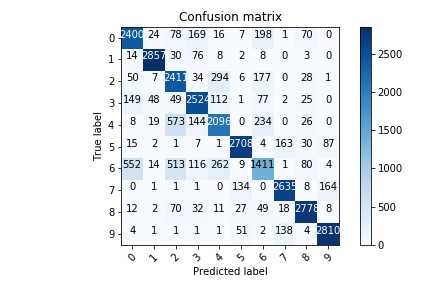 Confusion matrix
0 2400 24 78 169 16 7 198 1 70 0
1 14 2857 30 76 8 2 8 0 3 0
2 50 7 2411 34 294 6 177 0 28 1
3 149 48 49 2524 112 1 77 2 25 0
4 8 19 573 144 2096 0 234 0 26 0
5 15 2 1 7 1 2708 4 163 30 87
6 552 14 513 116 262 9 1411 1 80 4
7 0 1 1 1 0 134 0 2635 8 164
8 12 2 70 32 11 27 49 18 2778 8
9 4 1 1 1 1 51 2 138 4 2810
0 1 2 3 4 5 6 7 8 9
Predicted label
True label
2500
2000
1500
1000
500
0